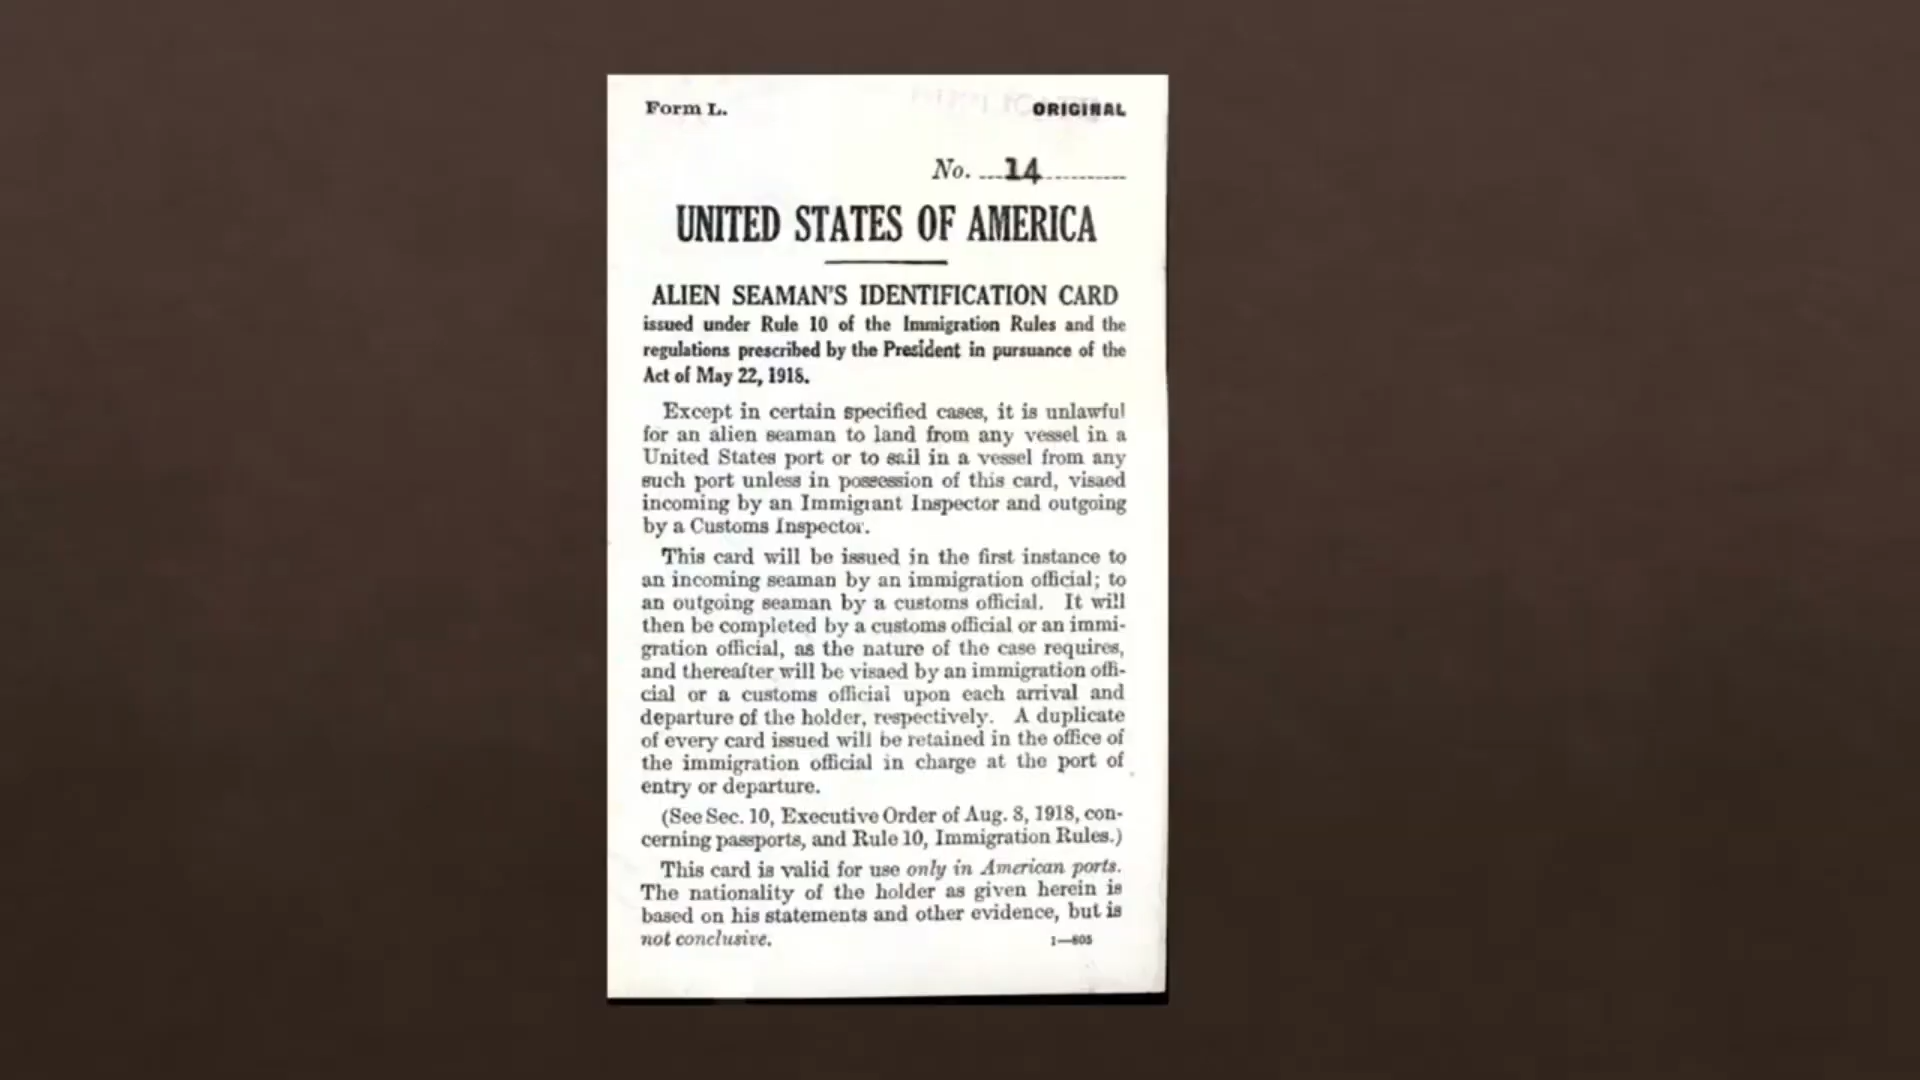 Form L.
ORIGINAL
No. 14
UNITED STATES OF AMERICA
ALIEN SEAMAN'S IDENTIFICATION CARD
issued under Rule 10 of the Immigration Rules and the
regulations prescribed by the President in pursuance of the
Act of May 22, 1918.
Except in certain specified cases, it is unlawful
for an alien seaman to land from any vessel in a
United States port or to sail in a vessel from any
such port unless in possession of this card, visaed
incoming by an Immigrant Inspector and outgoing
by a Customs Inspector.
This card will be issued in the first instance to
an incoming seaman by an immigration official; to
an outgoing seaman by a customs official. It will
then be completed by a customs official or an immi-
gration official, as the nature of the case requires,
and thereafter will be visaed by an immigration offi-
cial or a customs official upon each arrival and
departure of the holder, respectively. A duplicate
of every card issued will be retained in the office of
the immigration official in charge at the port of
entry or departure.
(See Sec. 10, Executive Order of Aug. 8, 1918, con-
cerning passports, and Rule 10, Immigration Rules.)
This card is valid for use only in American ports.
The nationality of the holder as given herein is
based on his statements and other evidence, but is
not conclusive.
1—805